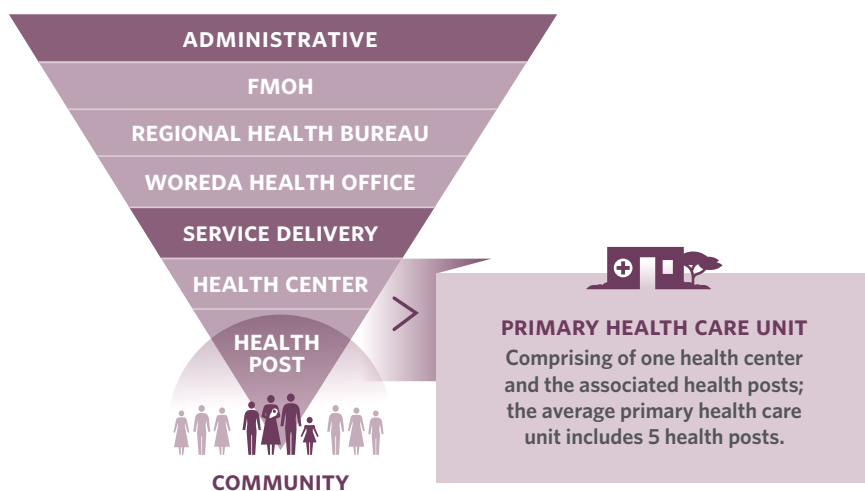 ADMINISTRATIVE
FMOH
REGIONAL HEALTH BUREAU
WOREDA HEALTH OFFICE
SERVICE DELIVERY
HEALTH CENTER
HEALTH
POST
COMMUNITY
PRIMARY HEALTH CARE UNIT
Comprising of one health center
and the associated health posts;
the average primary health care
unit includes 5 health posts.